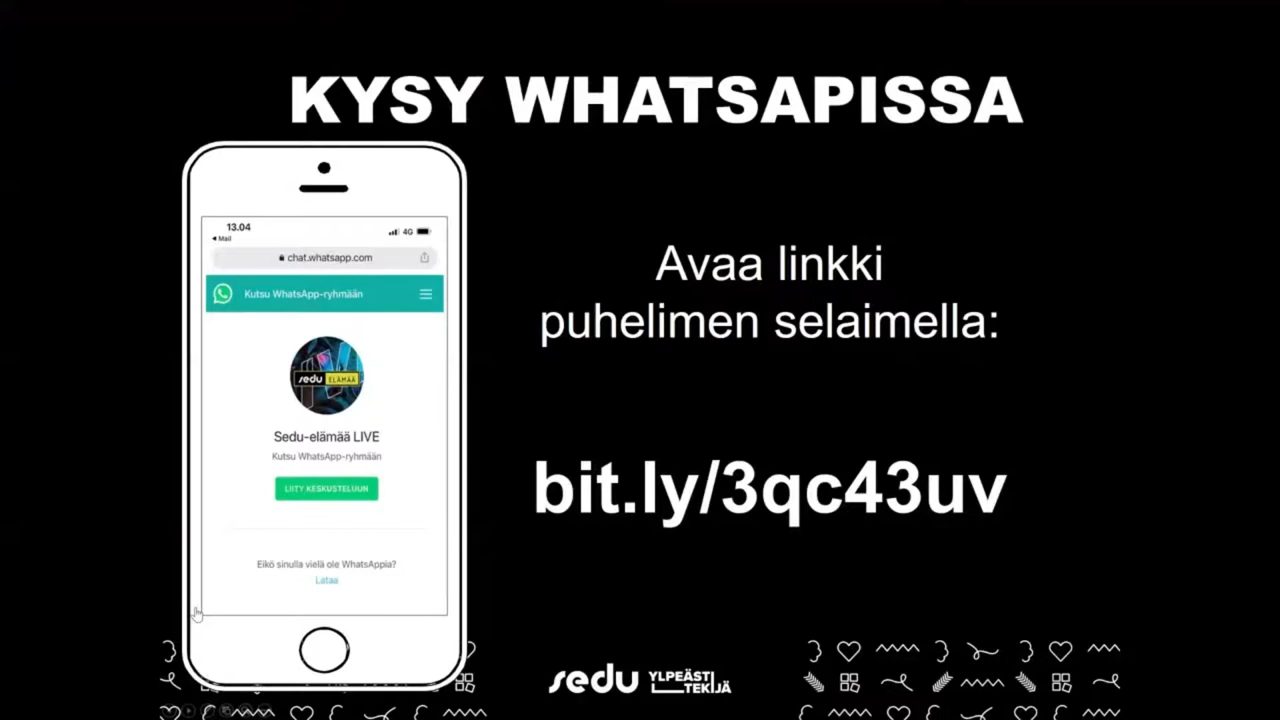 KYSY WHATSAPISSA
13.04
Mail
4G
chat.whatsapp.com
Kutsu WhatsApp-ryhmään
sedu ELÄMÄÄ
Sedu-elämää LIVE
Kutsu WhatsApp-ryhmään
LIITY KESKUSTELUUN
Eikö sinulla vielä ole WhatsAppia?
Lataa
Avaa linkki
puhelimen selaimella:
bit.ly/3qc43uv
sedu YLPEÄSTI
TEKIJÄ